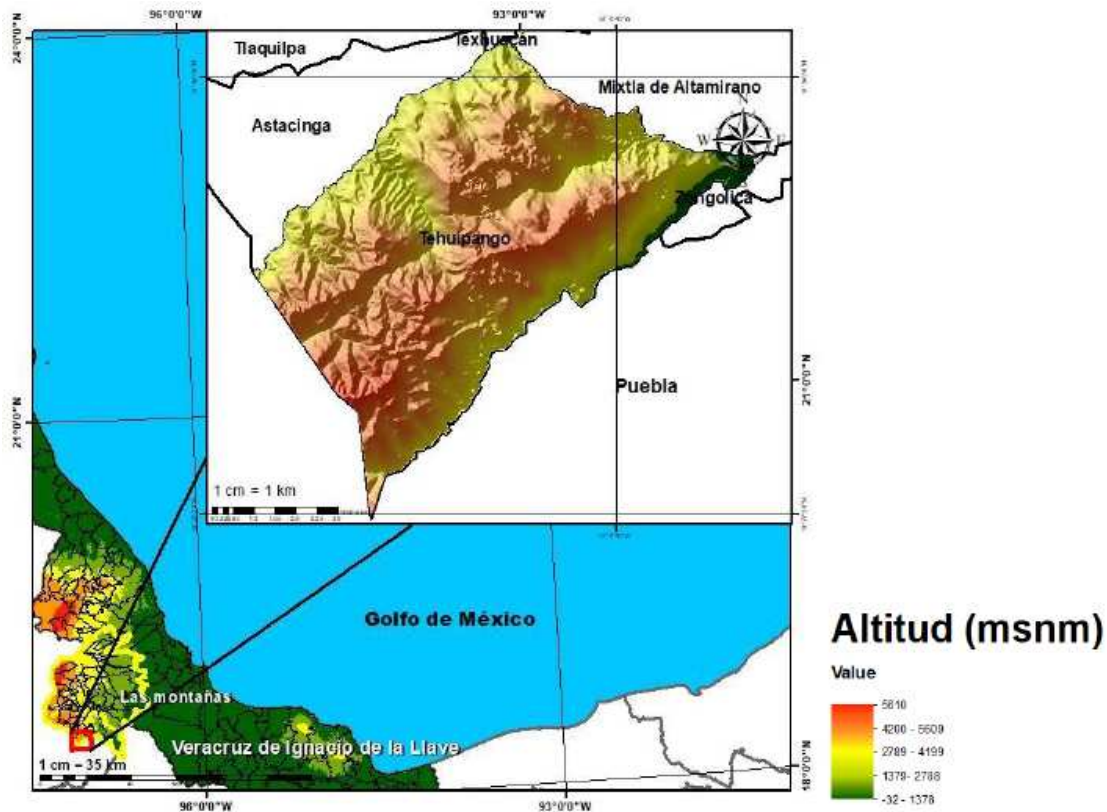 96°0'0"W
93°0'0"W
24°0'0"N
Tlaquilpa
Texhuacán
Mixtla de Altamirano
N
Astacinga
W
E
Zongolica
Tehuipango
Puebla
21°0'0"N
21°0'0"N
1 cm = 1 km
Golfo de México
Las montañas
Veracruz de Ignacio de la Llave
1 cm = 35 km
18°0'0"N
96°0'0"W
93°0'0"W
Altitud (msnm)
Value
5610
4200 - 5609
2789 - 4199
1379 - 2788
-32 - 1378